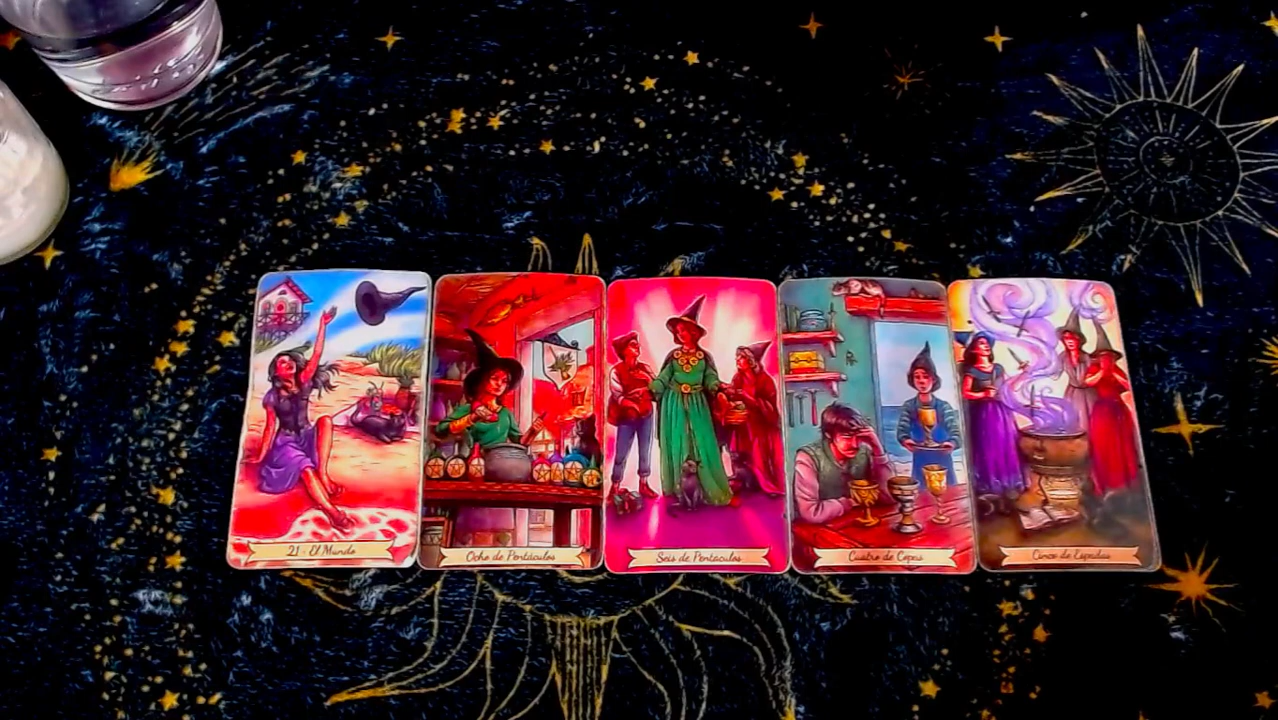 21 - El Mundo
Ocho de Pentáculos
Seis de Pentáculos
Cuatro de Copas
Cinco de Espadas